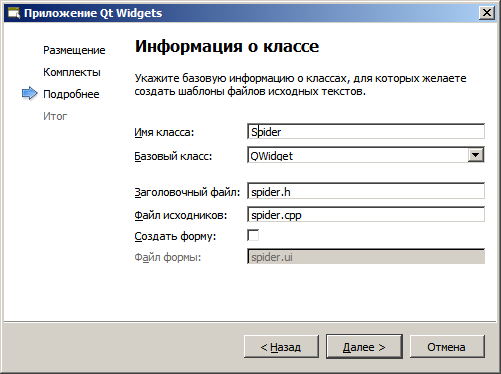 Приложение Qt Widgets
Размещение
Комплекты
Подробнее
Итог
Информация о классе
Укажите базовую информацию о классах, для которых желаете
создать шаблоны файлов исходных текстов.
Имя класса: Spider
Базовый класс: QWidget
Заголовочный файл: spider.h
Файл исходников: spider.cpp
Создать форму:
Файл формы: spider.ui
< Назад Далее > Отмена